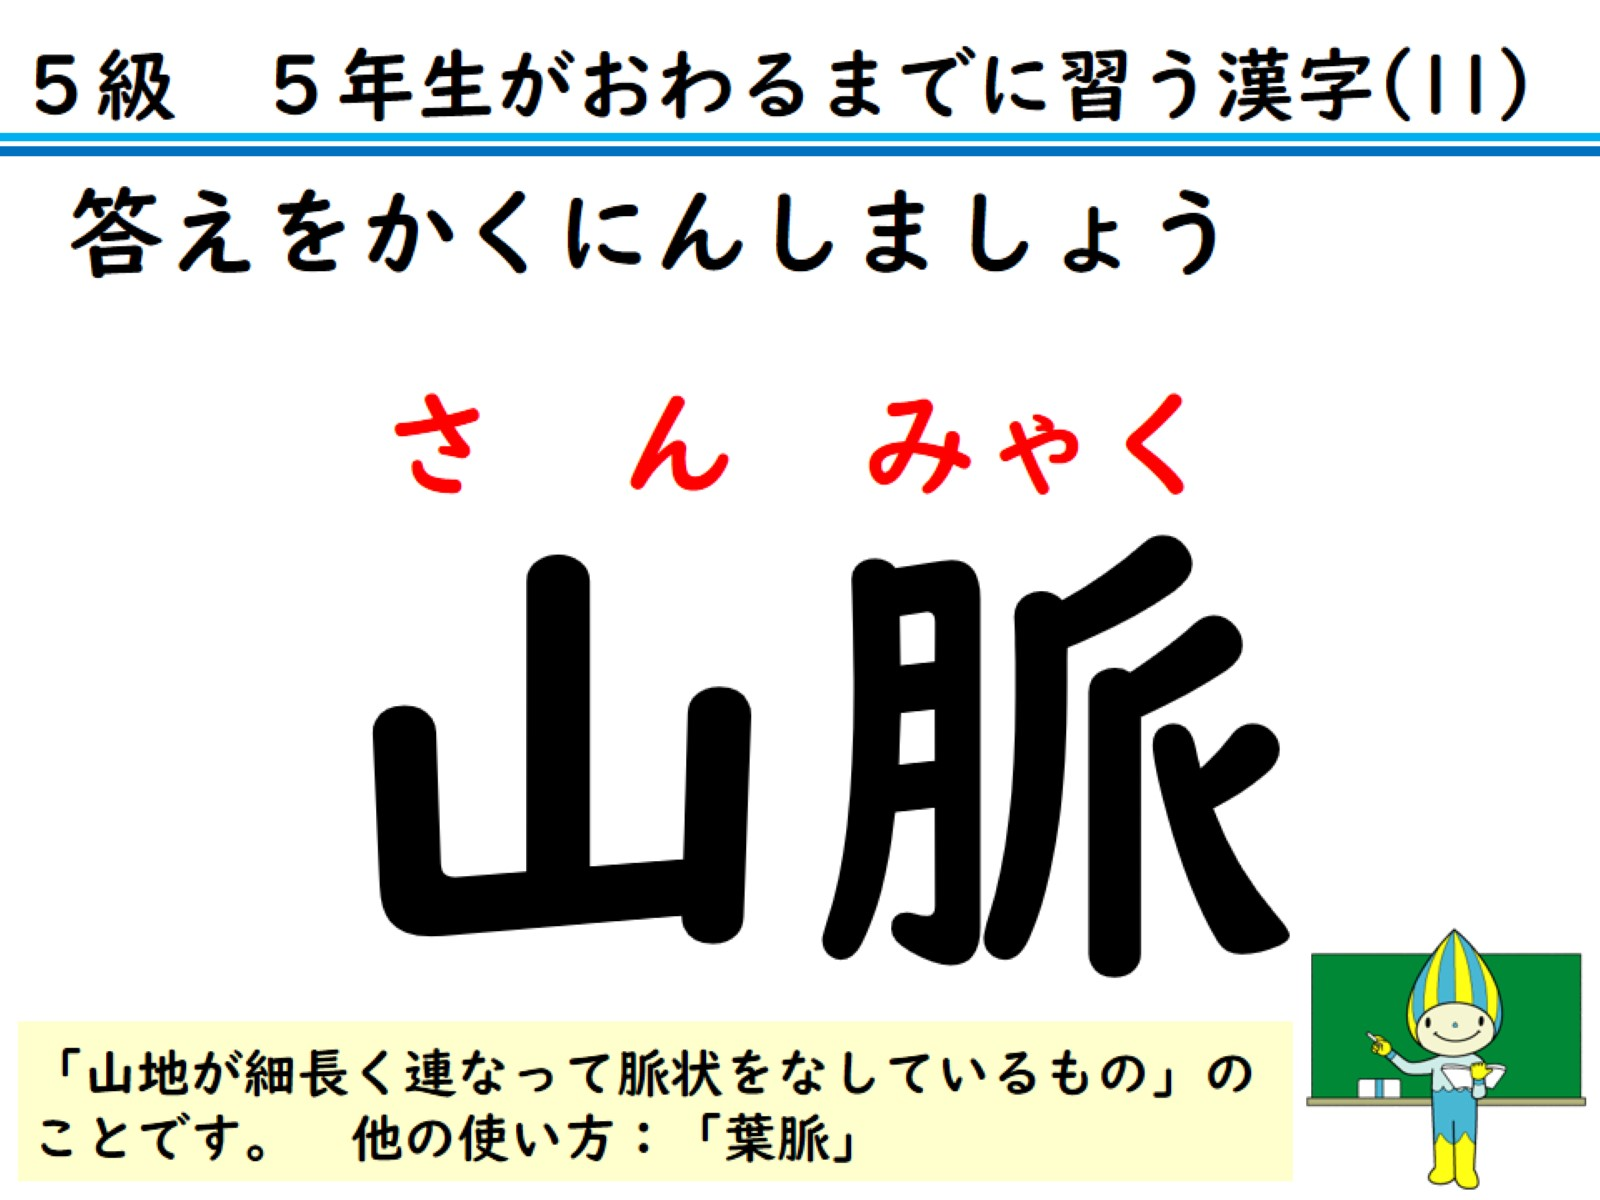 ５級　５年生がおわるまでに習う漢字(11)
答えをかくにんしましょう
さ　ん　みゃく
山脈
「山地が細長く連なって脈状をなしているもの」の
ことです。　他の使い方：「葉脈」